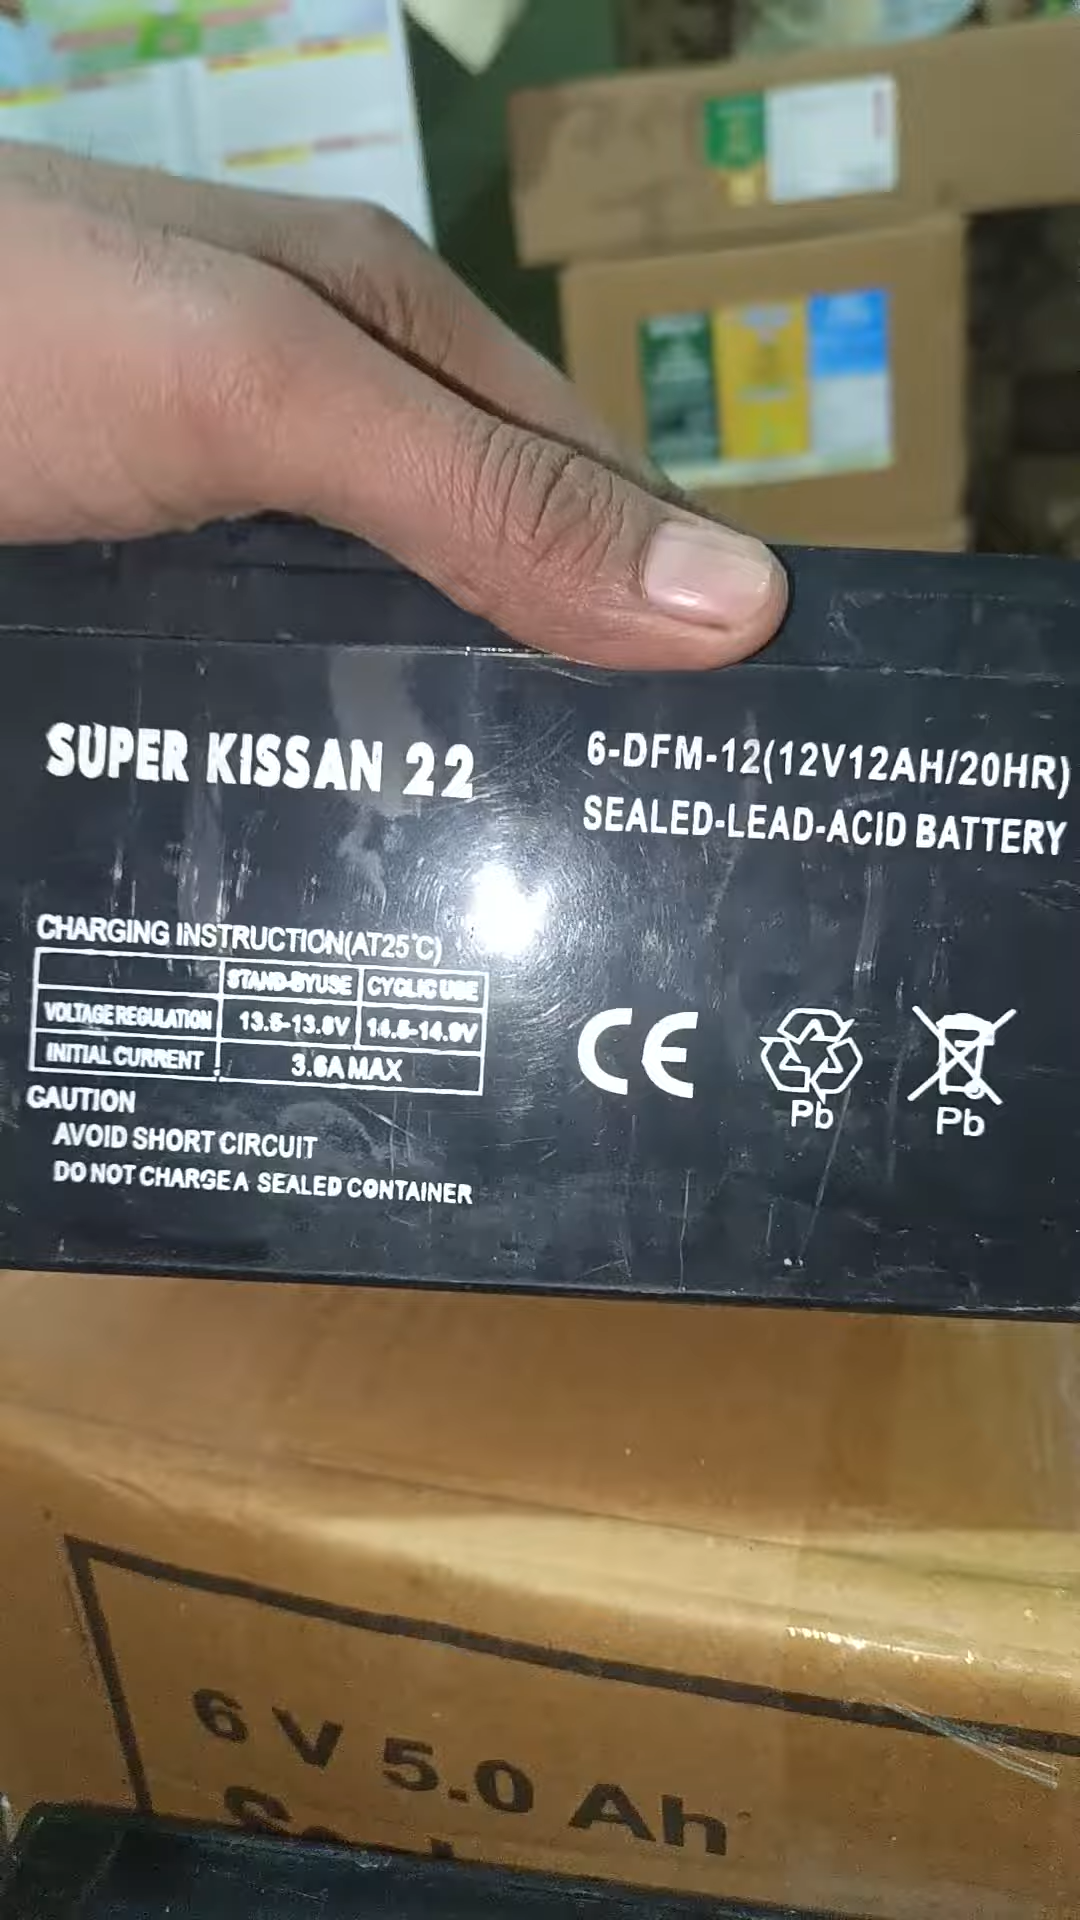 SUPER KISSAN 22
6-DFM-12(12V12AH/20HR)
SEALED-LEAD-ACID BATTERY
CHARGING INSTRUCTION(AT25℃)
STAND-BYUSE CYCLIC USE
VOLTAGE REGULATION 13.5-13.8V 14.5-14.9V
INITIAL CURRENT 3.6A MAX
CAUTION
AVOID SHORT CIRCUIT
DO NOT CHARGE A SEALED CONTAINER
CE
Pb
Pb
6 V 5.0 Ah